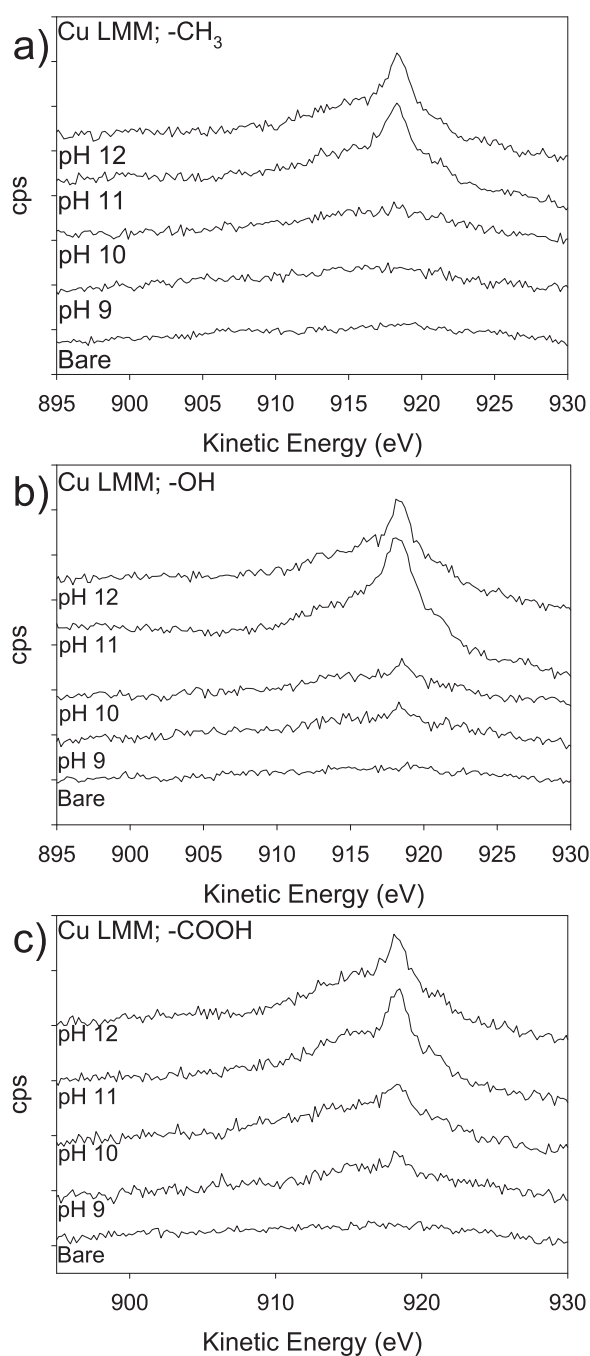 a) Cu LMM; -CH3
pH 12
pH 11
pH 10
pH 9
Bare
cps
895 900 905 910 915 920 925 930
Kinetic Energy (eV)
b) Cu LMM; -OH
pH 12
pH 11
pH 10
pH 9
Bare
cps
895 900 905 910 915 920 925 930
Kinetic Energy (eV)
c) Cu LMM; -COOH
pH 12
pH 11
pH 10
pH 9
Bare
cps
900 910 920 930
Kinetic Energy (eV)